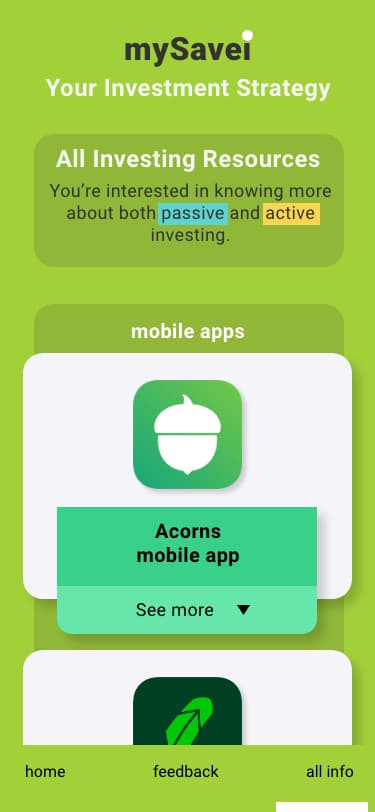 mySavei
Your Investment Strategy
All Investing Resources
You’re interested in knowing more
about both passive and active
investing.
mobile apps
Acorns
mobile app
See more
home feedback all info